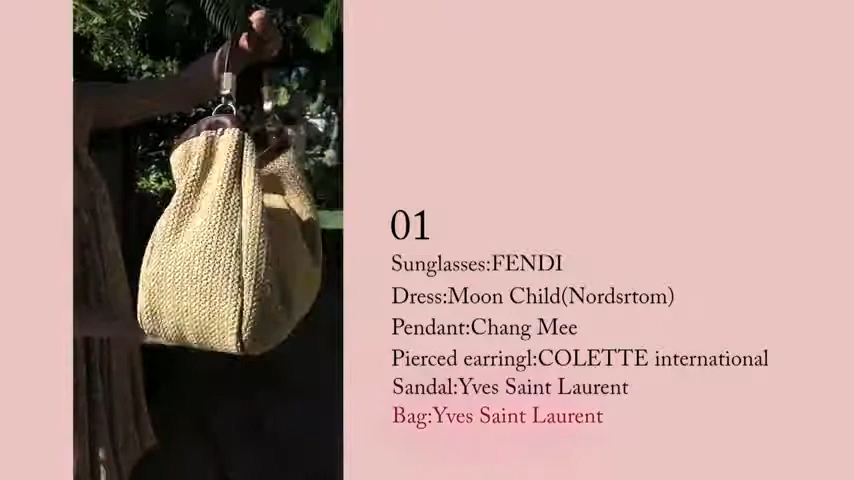 01
Sunglasses:FENDI
Dress:Moon Child(Nordsrtom)
Pendant:Chang Mee
Pierced earringl:COLETTE international
Sandal:Yves Saint Laurent
Bag:Yves Saint Laurent